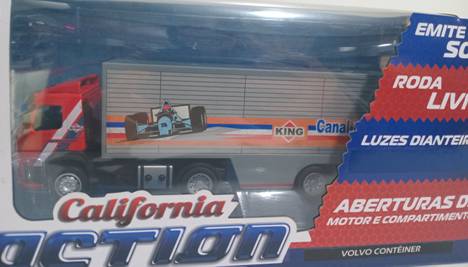 EMITE
SO
RODA
LIV
KING
Canal
LUZES DIANTEIR
California
ACTION
ABERTURAS D
MOTOR E COMPARTIMENT
VOLVO CONTÊINER